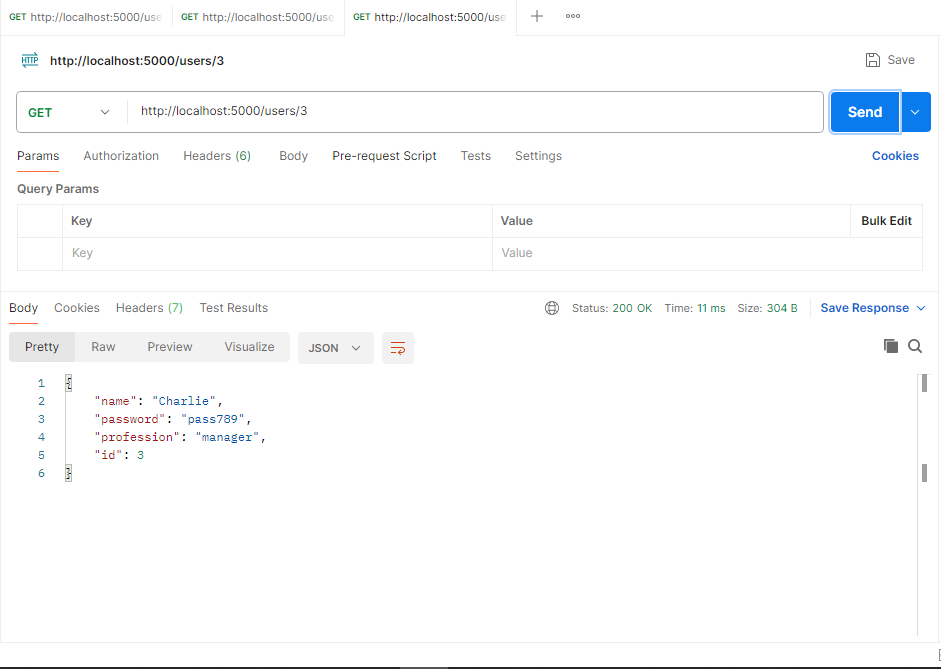 GET http://localhost:5000/use GET http://localhost:5000/use GET http://localhost:5000/use
HTTP http://localhost:5000/users/3 Save
GET http://localhost:5000/users/3 Send
Params Authorization Headers (6) Body Pre-request Script Tests Settings Cookies
Query Params
Key Value Bulk Edit
Key Value
Body Cookies Headers (7) Test Results Status: 200 OK Time: 11 ms Size: 304 B Save Response
Pretty Raw Preview Visualize JSON
1 {
2 "name": "Charlie",
3 "password": "pass789",
4 "profession": "manager",
5 "id": 3
6 }